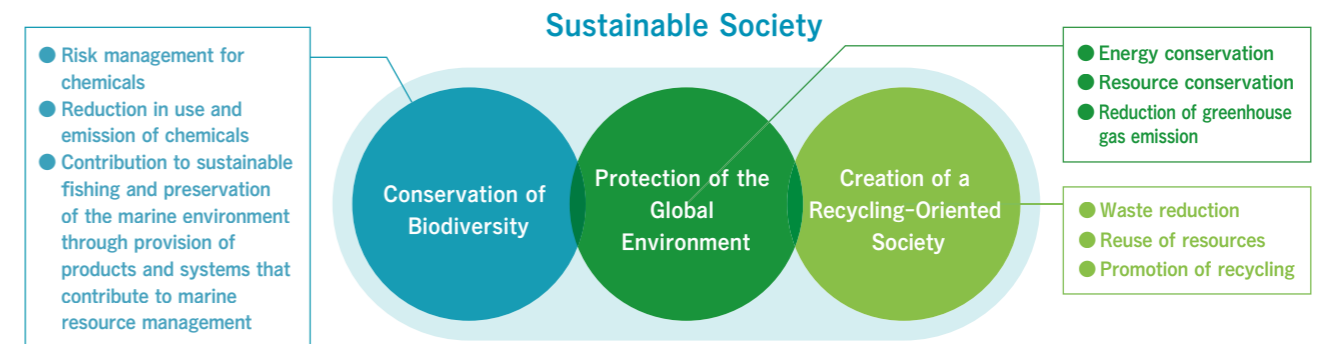 Sustainable Society
● Risk management for
chemicals
● Reduction in use and
emission of chemicals
● Contribution to sustainable
fishing and preservation
of the marine environment
through provision of
products and systems that
contribute to marine
resource management
Conservation of
Biodiversity
Protection of the
Global
Environment
Creation of a
Recycling-Oriented
Society
● Energy conservation
● Resource conservation
● Reduction of greenhouse
gas emission
● Waste reduction
● Reuse of resources
● Promotion of recycling